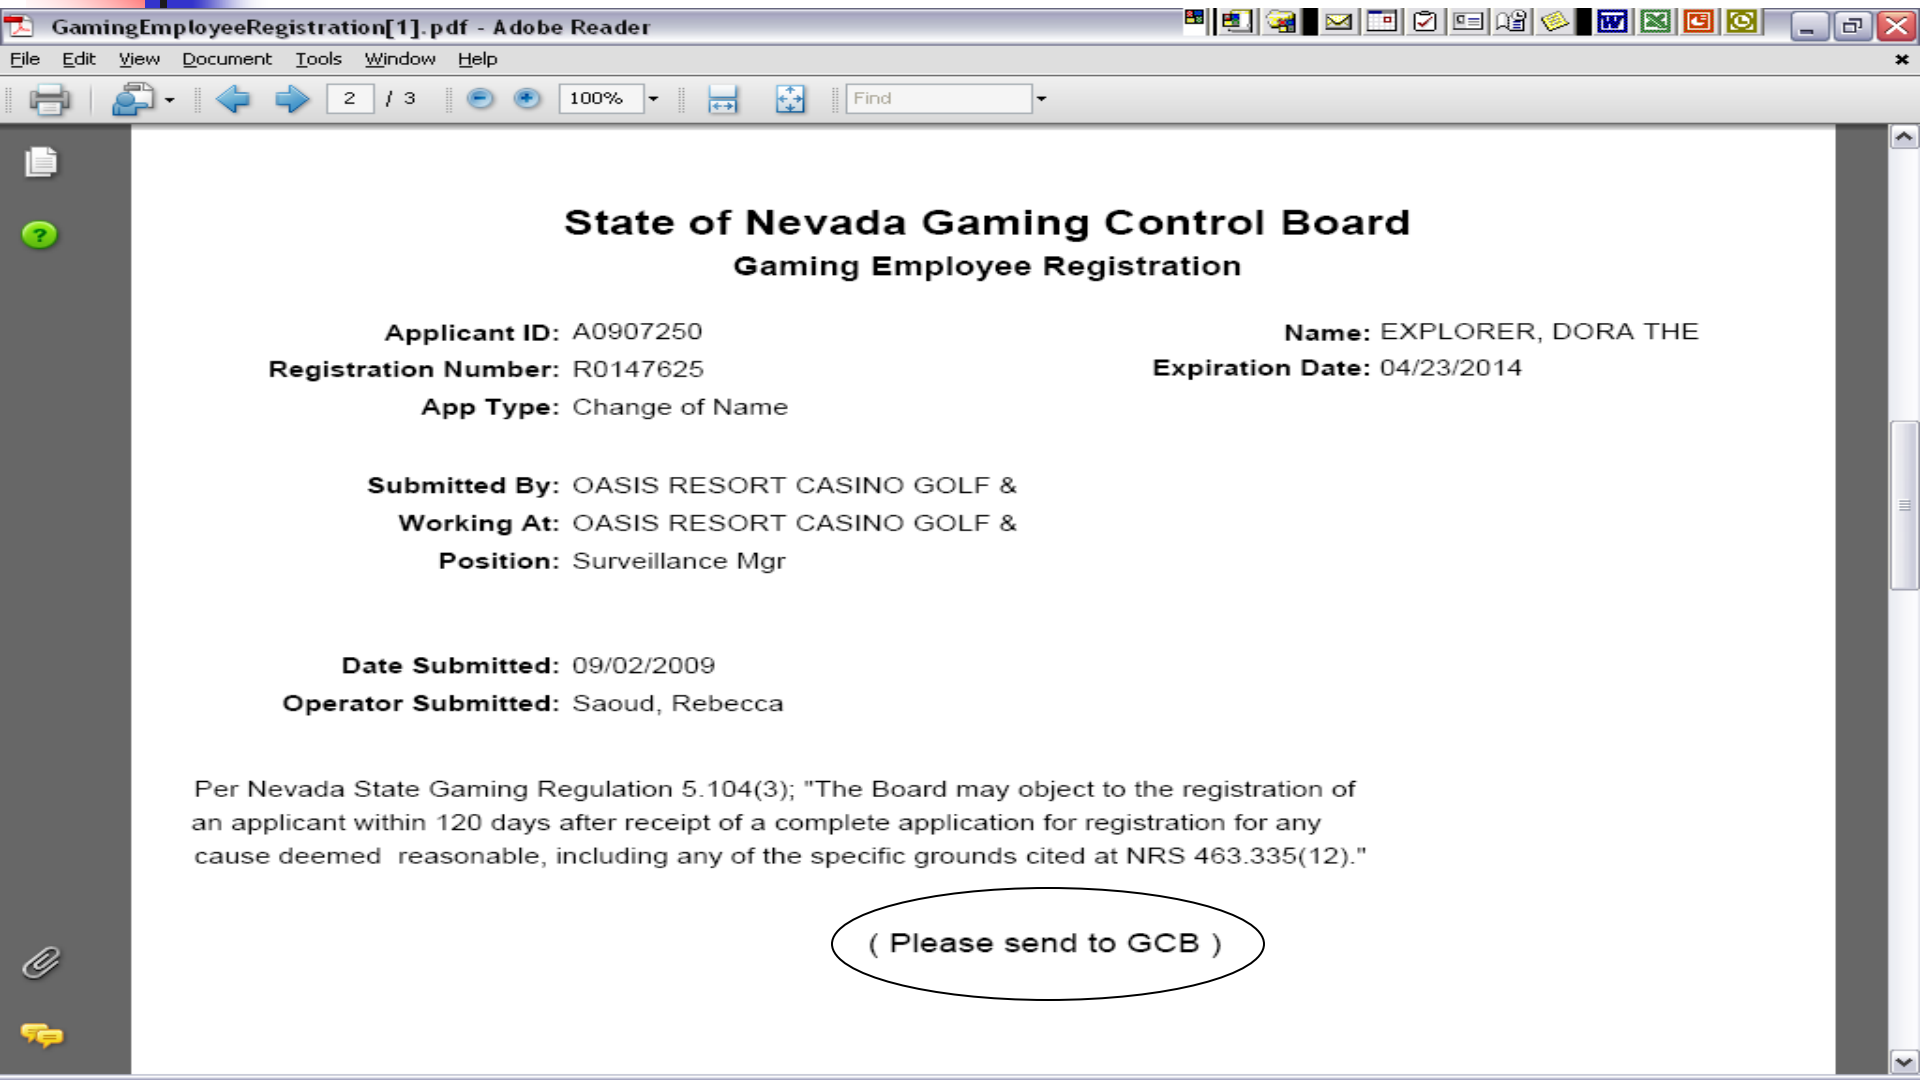 GamingEmployeeRegistration[1].pdf - Adobe Reader
File Edit View Document Tools Window Help
2 / 3 100% Find
State of Nevada Gaming Control Board
Gaming Employee Registration
Applicant ID: A0907250 Name: EXPLORER, DORA THE
Registration Number: R0147625 Expiration Date: 04/23/2014
App Type: Change of Name
Submitted By: OASIS RESORT CASINO GOLF &
Working At: OASIS RESORT CASINO GOLF &
Position: Surveillance Mgr
Date Submitted: 09/02/2009
Operator Submitted: Saoud, Rebecca
Per Nevada State Gaming Regulation 5.104(3); "The Board may object to the registration of
an applicant within 120 days after receipt of a complete application for registration for any
cause deemed reasonable, including any of the specific grounds cited at NRS 463.335(12)."
( Please send to GCB )